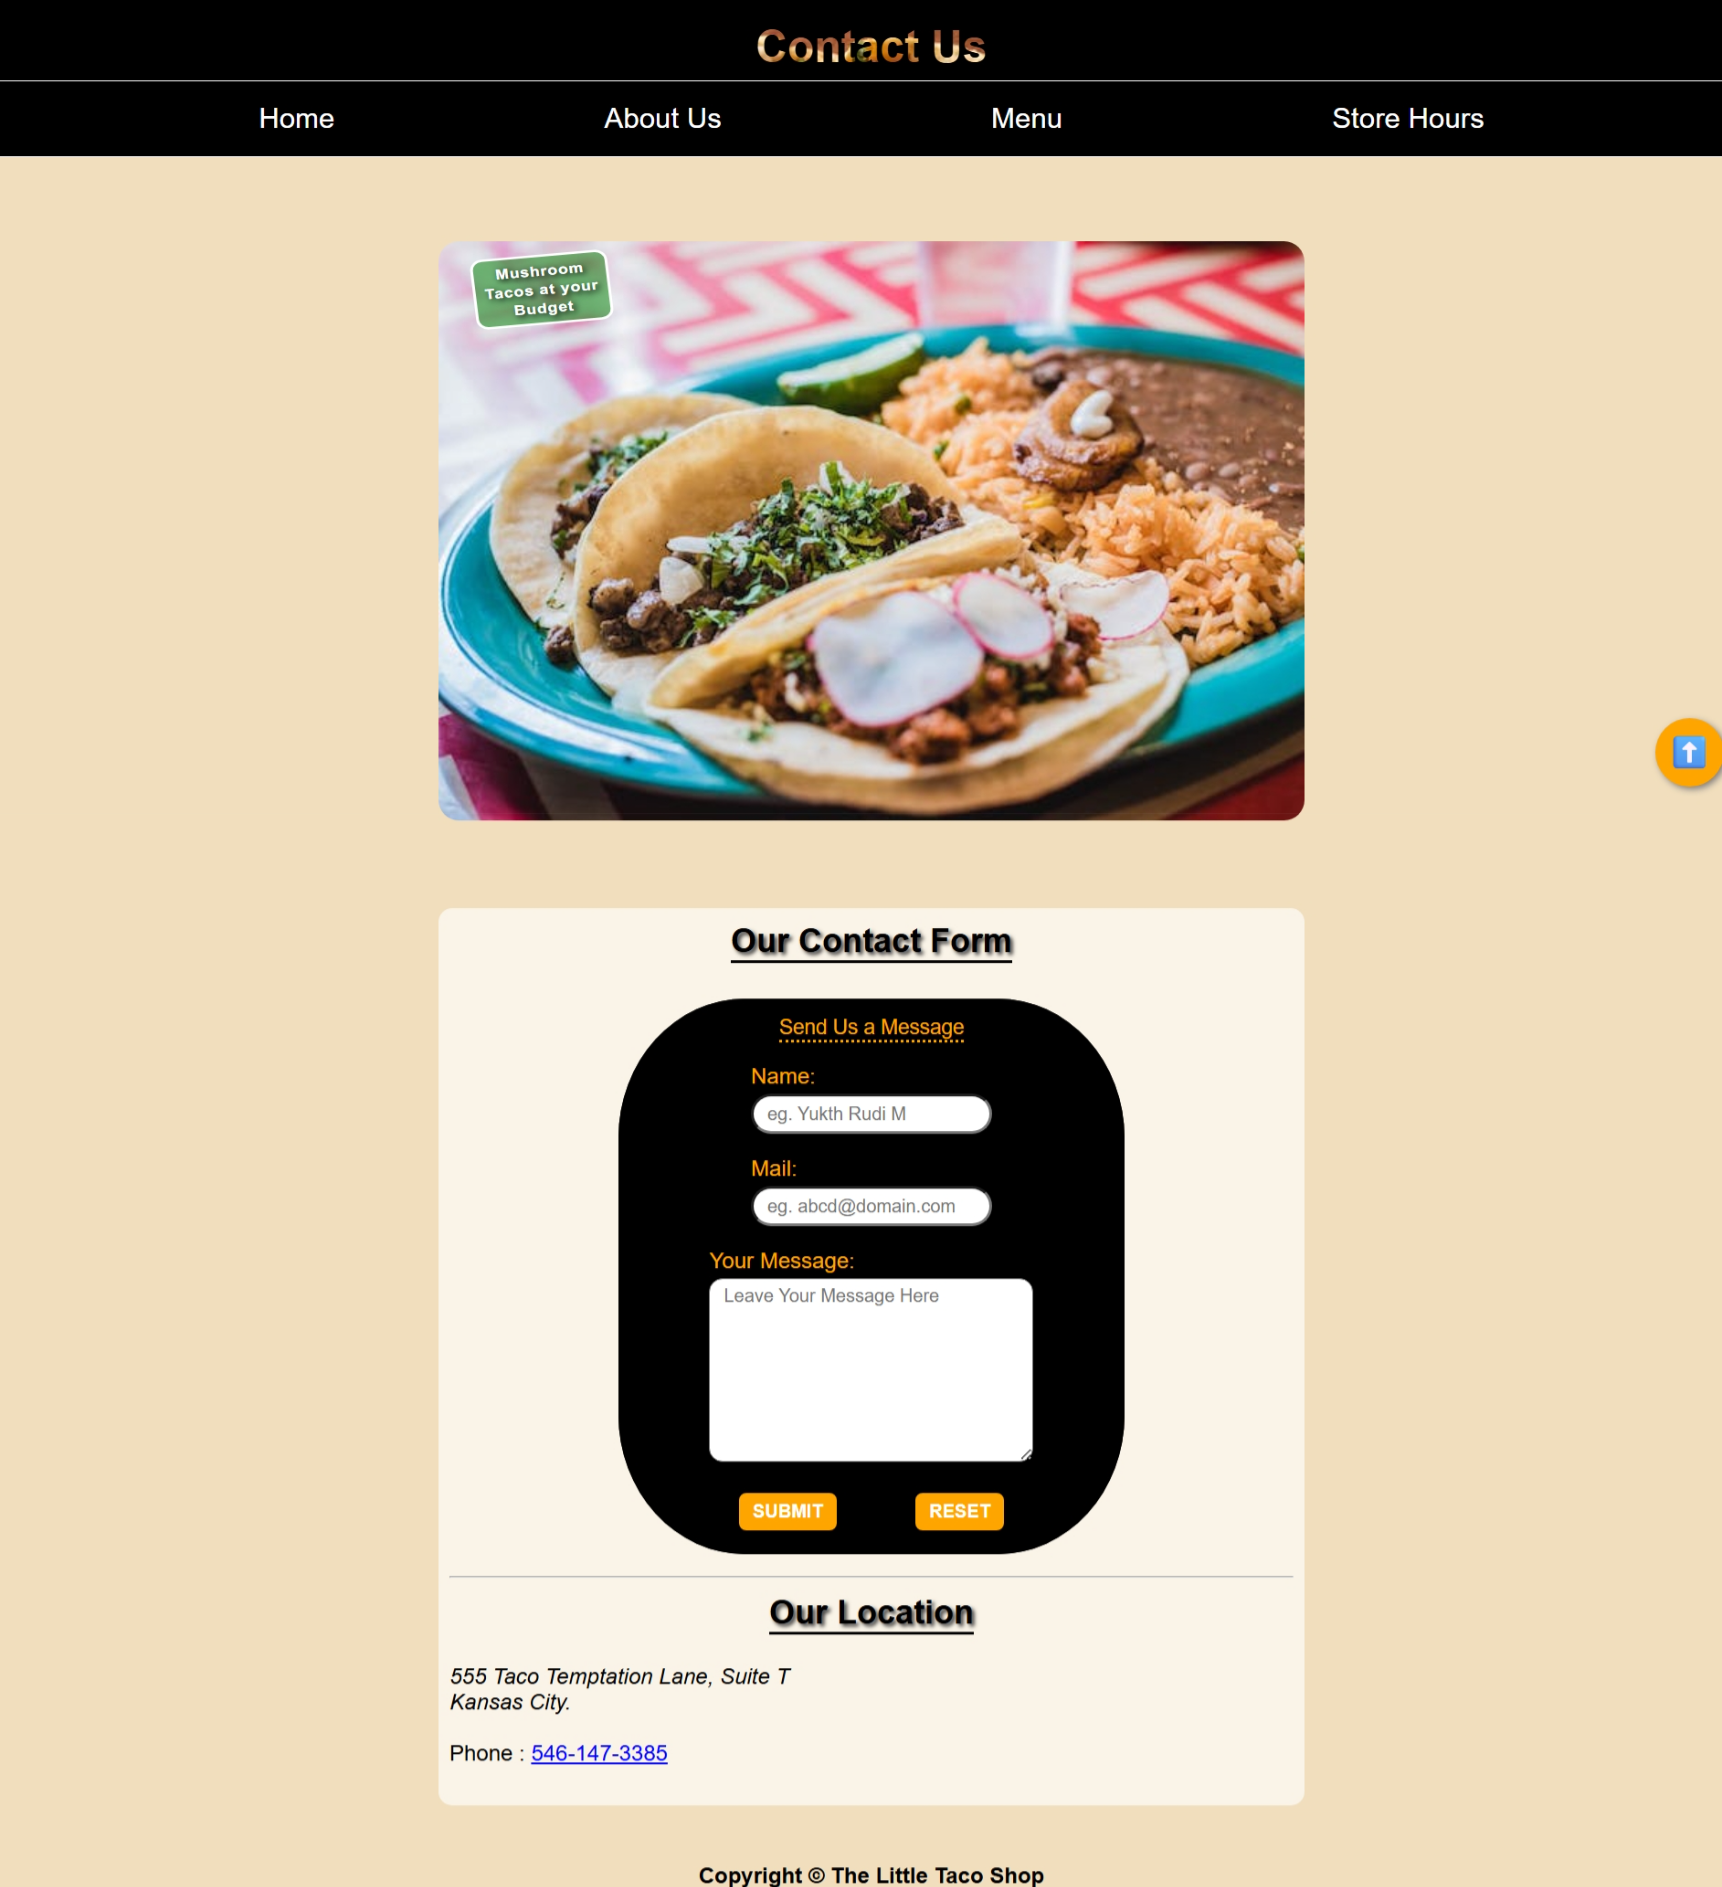 Contact Us
Home About Us Menu Store Hours
Mushroom
Tacos at your
Budget
Our Contact Form
Send Us a Message
Name:
eg. Yukth Rudi M
Mail:
eg. abcd@domain.com
Your Message:
Leave Your Message Here
SUBMIT RESET
Our Location
555 Taco Temptation Lane, Suite T
Kansas City.
Phone : 546-147-3385
Copyright © The Little Taco Shop